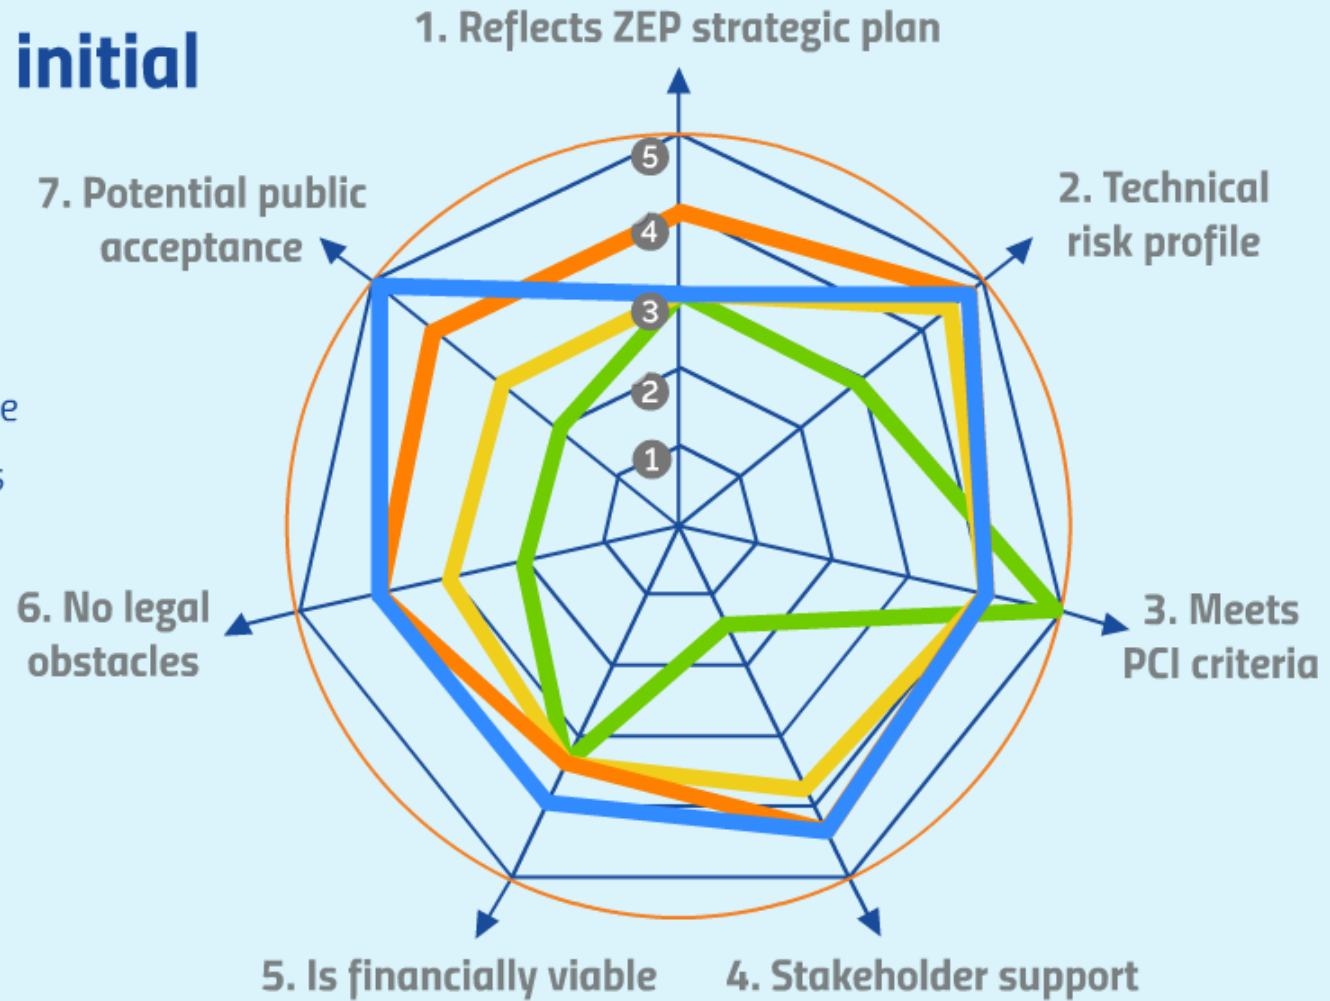 initial
1. Reflects ZEP strategic plan
2. Technical
risk profile
3. Meets
PCI criteria
4. Stakeholder support
5. Is financially viable
6. No legal
obstacles
7. Potential public
acceptance
5
4
3
2
1